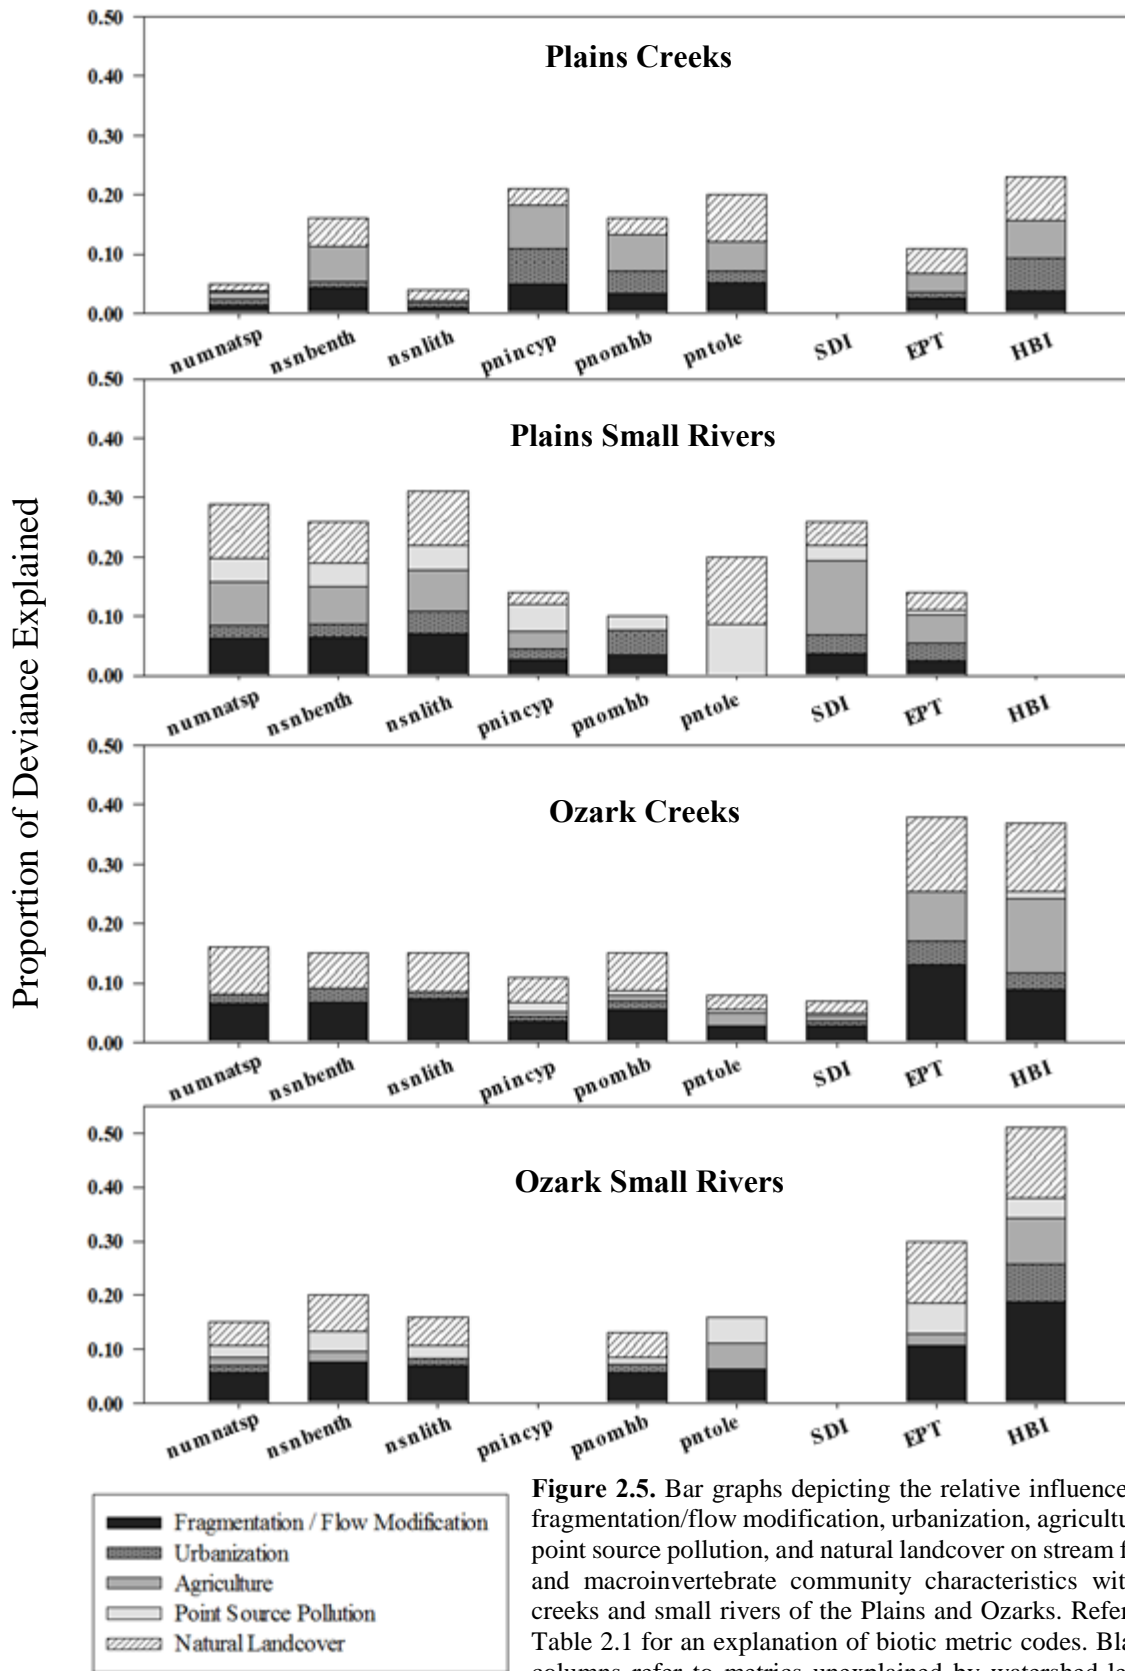 0.50
Plains Creeks
0.40
0.30
0.20
0.10
0.00
numnatsp nsnbenth nsnlith pnincyp pnomhb pntole SDI EPT HBI
0.50
Plains Small Rivers
0.40
0.30
0.20
0.10
0.00
numnatsp nsnbenth nsnlith pnincyp pnomhb pntole SDI EPT HBI
Proportion of Deviance Explained
0.50
Ozark Creeks
0.40
0.30
0.20
0.10
0.00
numnatsp nsnbenth nsnlith pnincyp pnomhb pntole SDI EPT HBI
0.50
Ozark Small Rivers
0.40
0.30
0.20
0.10
0.00
numnatsp nsnbenth nsnlith pnincyp pnomhb pntole SDI EPT HBI
Fragmentation / Flow Modification
Urbanization
Agriculture
Point Source Pollution
Natural Landcover
Figure 2.5. Bar graphs depicting the relative influence
fragmentation/flow modification, urbanization,
point source pollution, and natural landcover on stream
and macroinvertebrate community characteristics
creeks and small rivers of the Plains and Ozarks. Refer
Table 2.1 for an explanation of biotic metric codes.
columns refer to metrics unexplained by watershed